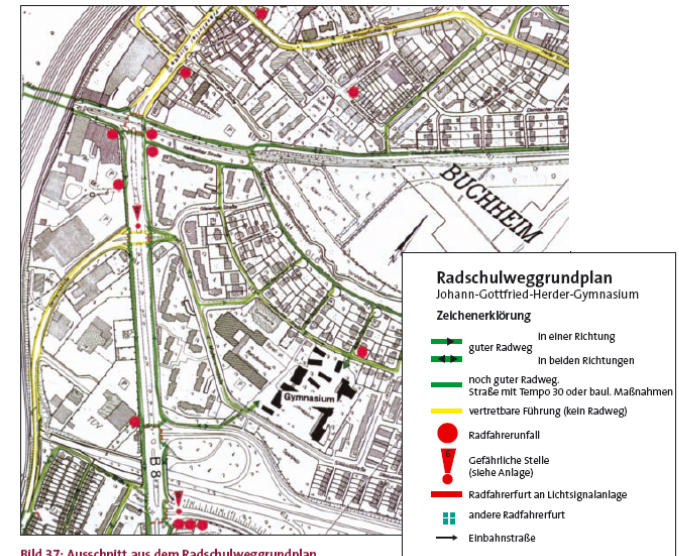 BUCHHEIM
Gymnasium
B 8
Radschulweggrundplan
Johann-Gottfried-Herder-Gymnasium
Zeichenerklärung
guter Radweg
In einer Richtung
In beiden Richtungen
noch guter Radweg.
Straße mit Tempo 30 oder baul. Maßnahmen
vertretbare Führung (kein Radweg)
Radfahrerunfall
Gefährliche Stelle
(siehe Anlage)
Radfahrerfurt an Lichtsignalanlage
andere Radfahrerfurt
Einbahnstraße
Bild 37: Ausschnitt aus dem Radschulweggrundplan